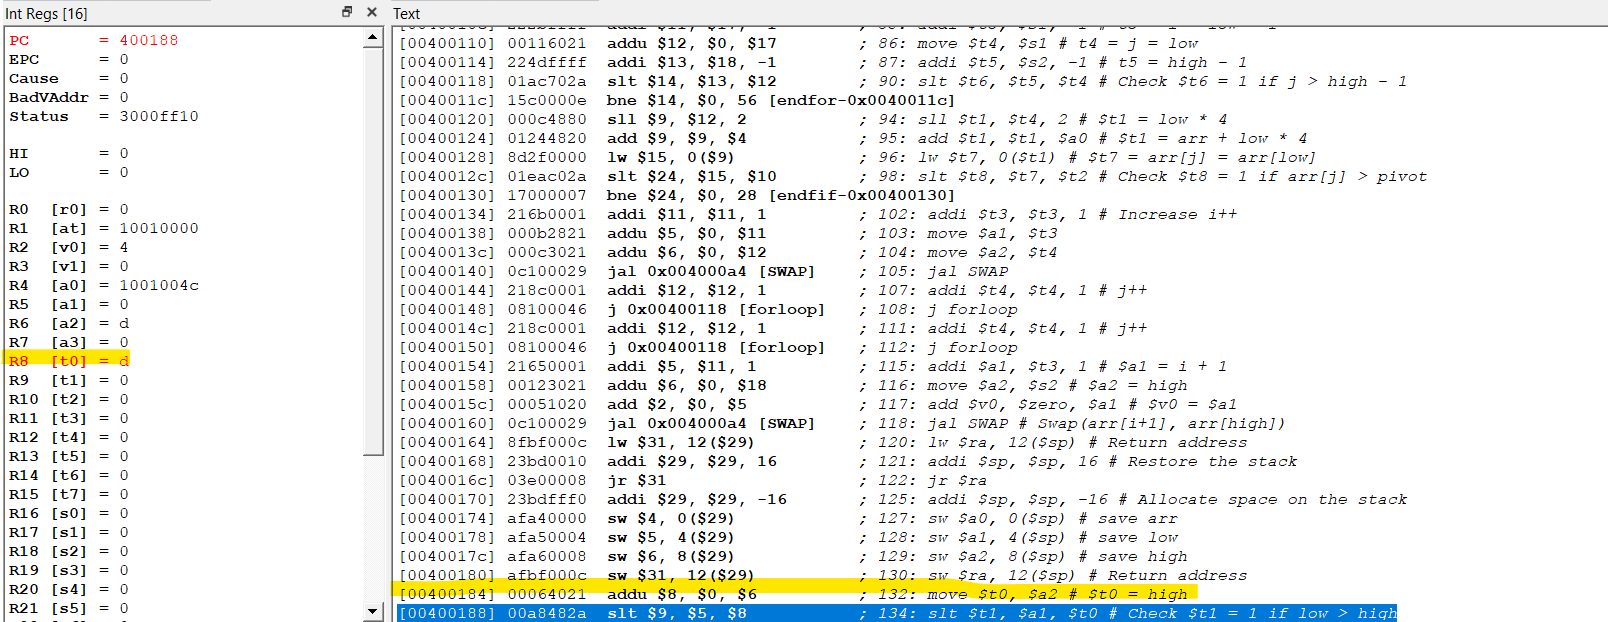 Int Regs [16]
PC = 400188
EPC = 0
Cause = 0
BadVAddr = 0
Status = 3000ff10
HI = 0
LO = 0
R0 [r0] = 0
R1 [at] = 10010000
R2 [v0] = 4
R3 [v1] = 0
R4 [a0] = 1001004c
R5 [a1] = 0
R6 [a2] = d
R7 [a3] = 0
R8 [t0] = d
R9 [t1] = 0
R10 [t2] = 0
R11 [t3] = 0
R12 [t4] = 0
R13 [t5] = 0
R14 [t6] = 0
R15 [t7] = 0
R16 [s0] = 0
R17 [s1] = 0
R18 [s2] = 0
R19 [s3] = 0
R20 [s4] = 0
R21 [s5] = 0
Text
[00400110] 00116021 addu $12, $0, $17 ; 86: move $t4, $s1 # t4 = j = low
[00400114] 224dffff addi $13, $18, -1 ; 87: addi $t5, $s2, -1 # t5 = high - 1
[00400118] 01ac702a slt $14, $13, $12 ; 90: slt $t6, $t5, $t4 # Check $t6 = 1 if j > high - 1
[0040011c] 15c0000e bne $14, $0, 56 [endfor-0x0040011c]
[00400120] 000c4880 sll $9, $12, 2 ; 94: sll $t1, $t4, 2 # $t1 = low * 4
[00400124] 01244820 add $9, $9, $4 ; 95: add $t1, $t1, $a0 # $t1 = arr + low * 4
[00400128] 8d2f0000 lw $15, 0($9) ; 96: lw $t7, 0($t1) # $t7 = arr[j] = arr[low]
[0040012c] 01eac02a slt $24, $15, $10 ; 98: slt $t8, $t7, $t2 # Check $t8 = 1 if arr[j] > pivot
[00400130] 17000007 bne $24, $0, 28 [endfif-0x00400130]
[00400134] 216b0001 addi $11, $11, 1 ; 102: addi $t3, $t3, 1 # Increase i++
[00400138] 000b2821 addu $5, $0, $11 ; 103: move $a1, $t3
[0040013c] 000c3021 addu $6, $0, $12 ; 104: move $a2, $t4
[00400140] 0c100029 jal 0x004000a4 [SWAP] ; 105: jal SWAP
[00400144] 218c0001 addi $12, $12, 1 ; 107: addi $t4, $t4, 1 # j++
[00400148] 08100046 j 0x00400118 [forloop] ; 108: j forloop
[0040014c] 218c0001 addi $12, $12, 1 ; 111: addi $t4, $t4, 1 # j++
[00400150] 08100046 j 0x00400118 [forloop] ; 112: j forloop
[00400154] 21650001 addi $5, $11, 1 ; 115: addi $a1, $t3, 1 # $a1 = i + 1
[00400158] 00123021 addu $6, $0, $18 ; 116: move $a2, $s2 # $a2 = high
[0040015c] 00051020 add $2, $0, $5 ; 117: add $v0, $zero, $a1 # $v0 = $a1
[00400160] 0c100029 jal 0x004000a4 [SWAP] ; 118: jal SWAP # Swap(arr[i+1], arr[high])
[00400164] 8fbf000c lw $31, 12($29) ; 120: lw $ra, 12($sp) # Return address
[00400168] 23bd0010 addi $29, $29, 16 ; 121: addi $sp, $sp, 16 # Restore the stack
[0040016c] 03e00008 jr $31 ; 122: jr $ra
[00400170] 23bdfff0 addi $29, $29, -16 ; 125: addi $sp, $sp, -16 # Allocate space on the stack
[00400174] afa40000 sw $4, 0($29) ; 127: sw $a0, 0($sp) # save arr
[00400178] afa50004 sw $5, 4($29) ; 128: sw $a1, 4($sp) # save low
[0040017c] afa60008 sw $6, 8($29) ; 129: sw $a2, 8($sp) # save high
[00400180] afbf000c sw $31, 12($29) ; 130: sw $ra, 12($sp) # Return address
[00400184] 00064021 addu $8, $0, $6 ; 132: move $t0, $a2 # $t0 = high
[00400188] 00a8482a slt $9, $5, $8 ; 134: slt $t1, $a1, $t0 # Check $t1 = 1 if low > high